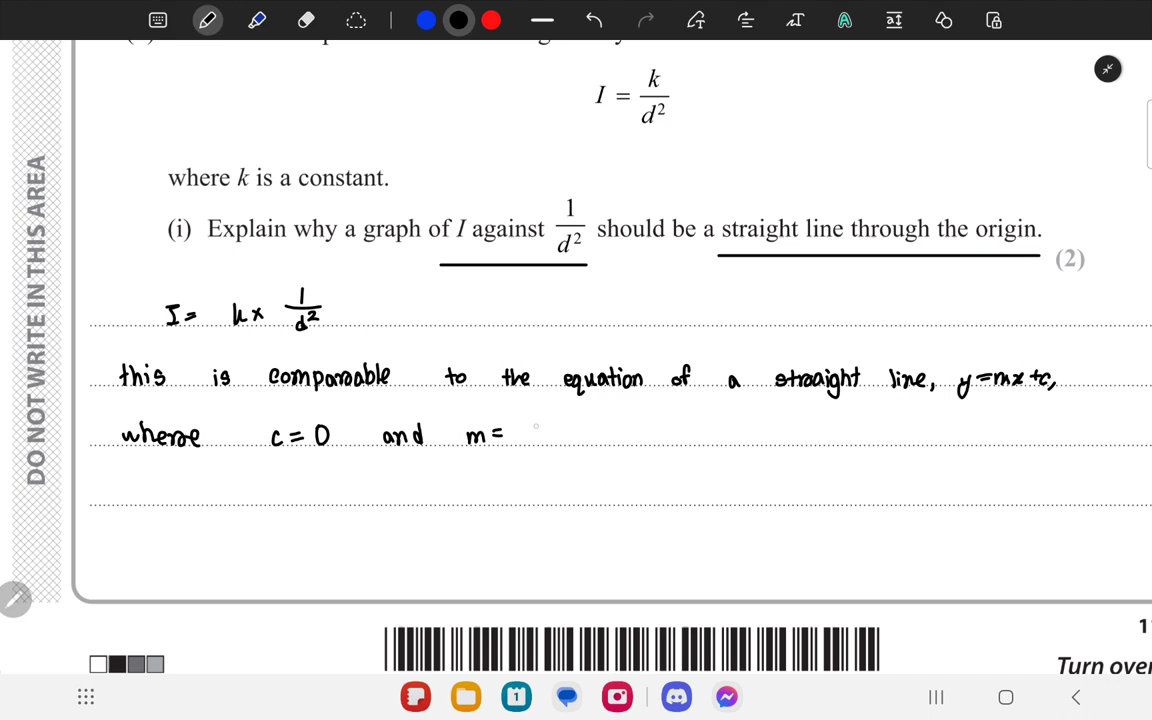 I = k/d²
where k is a constant.
(i) Explain why a graph of I against 1/d² should be a straight line through the origin.
(2)
I = k × 1/d²
this is comparable to the equation of a straight line, y = mx + c,
where c = 0 and m =
DO NOT WRITE IN THIS AREA
Turn over